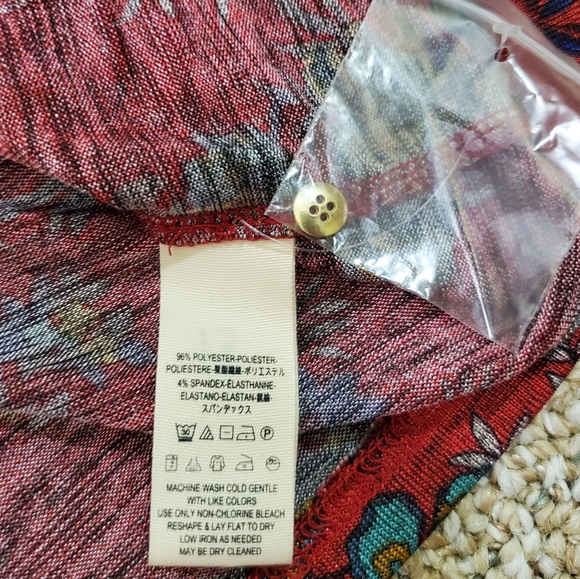 96% POLYESTER-POLIÉSTER-
POLIESTERE-聚酯纖維-ポリエステル
4% SPANDEX-ÉLASTHANNE-
ELASTANO-ELASTAN-氨綸-
スパンデックス
30 P
MACHINE WASH COLD GENTLE
WITH LIKE COLORS
USE ONLY NON-CHLORINE BLEACH
RESHAPE & LAY FLAT TO DRY
LOW IRON AS NEEDED
MAY BE DRY CLEANED